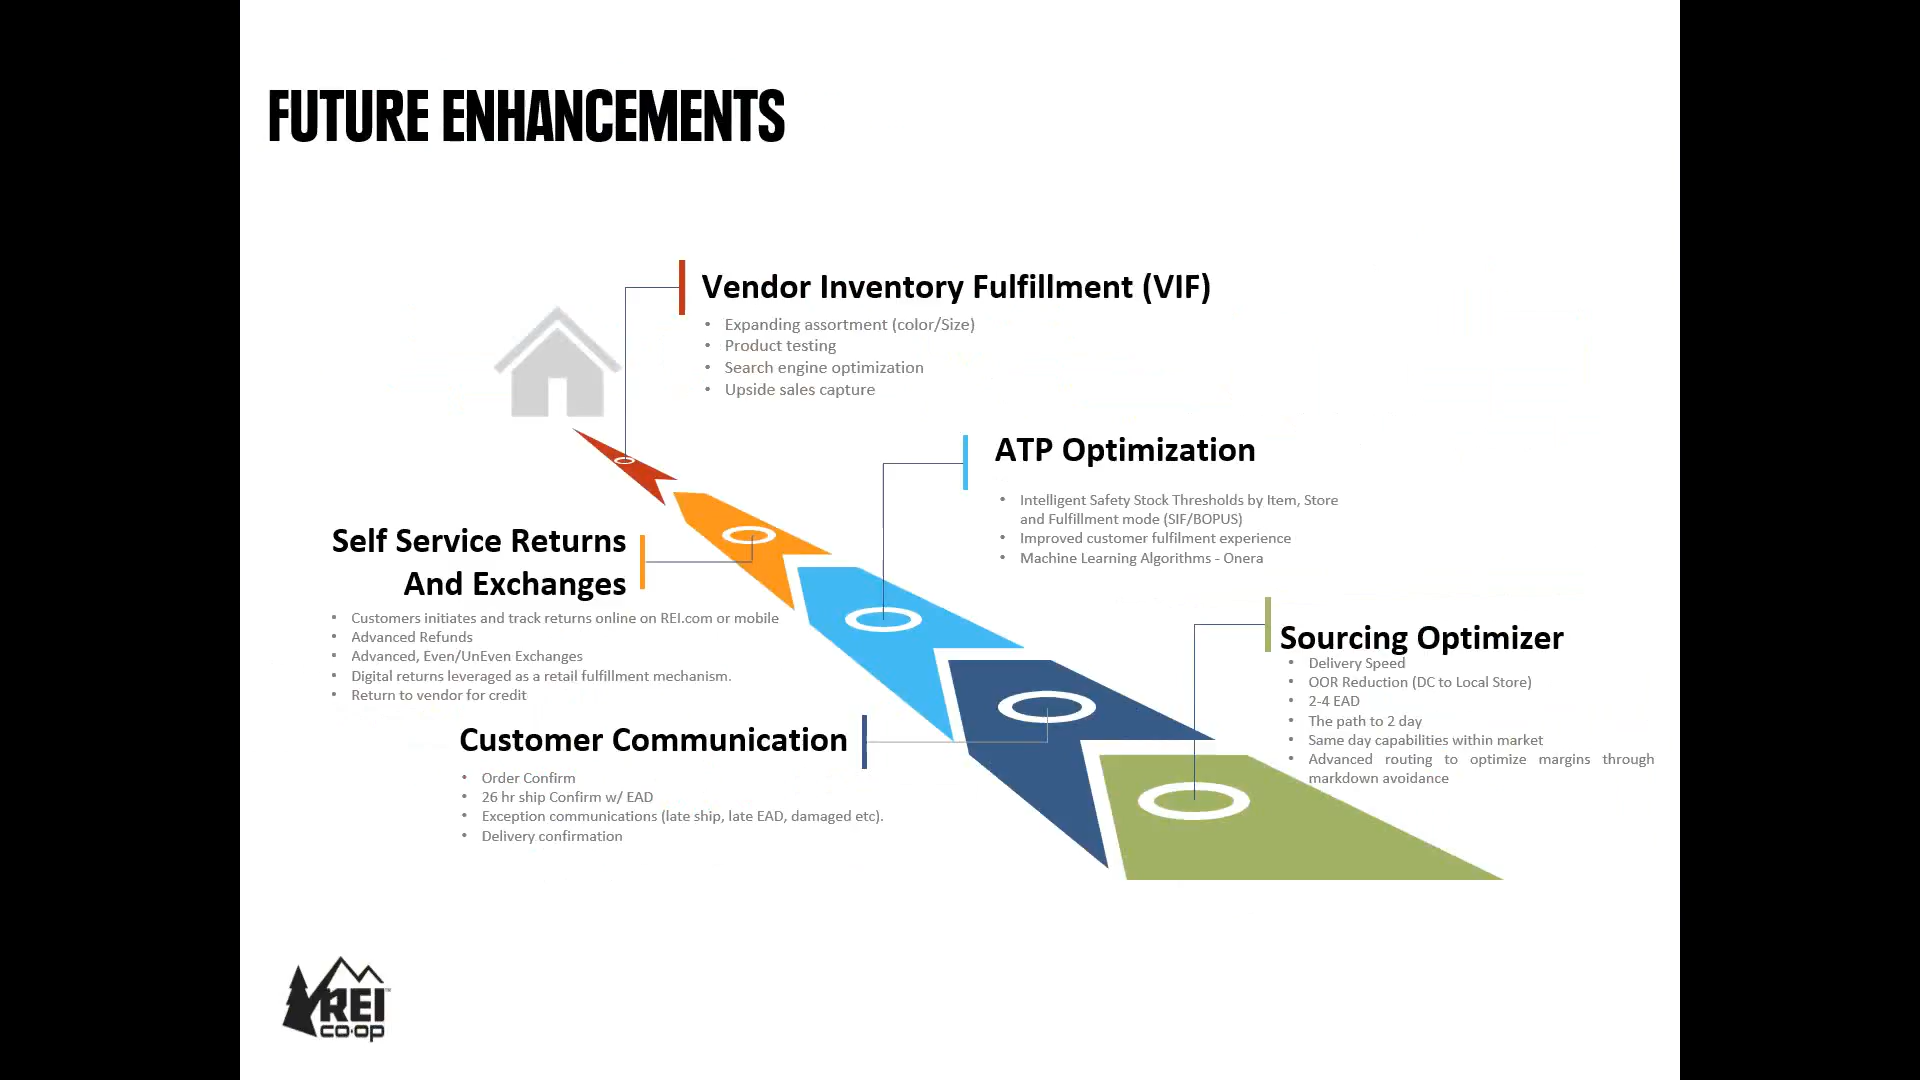 FUTURE ENHANCEMENTS
Vendor Inventory Fulfillment (VIF)
• Expanding assortment (color/Size)
• Product testing
• Search engine optimization
• Upside sales capture
ATP Optimization
• Intelligent Safety Stock Thresholds by Item, Store
and Fulfillment mode (SIF/BOPUS)
• Improved customer fulfilment experience
• Machine Learning Algorithms - Onera
Self Service Returns
And Exchanges
• Customers initiates and track returns online on REI.com or mobile
• Advanced Refunds
• Advanced, Even/UnEven Exchanges
• Digital returns leveraged as a retail fulfillment mechanism.
• Return to vendor for credit
Sourcing Optimizer
• Delivery Speed
• OOR Reduction (DC to Local Store)
• 2-4 EAD
• The path to 2 day
• Same day capabilities within market
• Advanced routing to optimize margins through
markdown avoidance
Customer Communication
• Order Confirm
• 26 hr ship Confirm w/ EAD
• Exception communications (late ship, late EAD, damaged etc).
• Delivery confirmation
REI
CO·OP